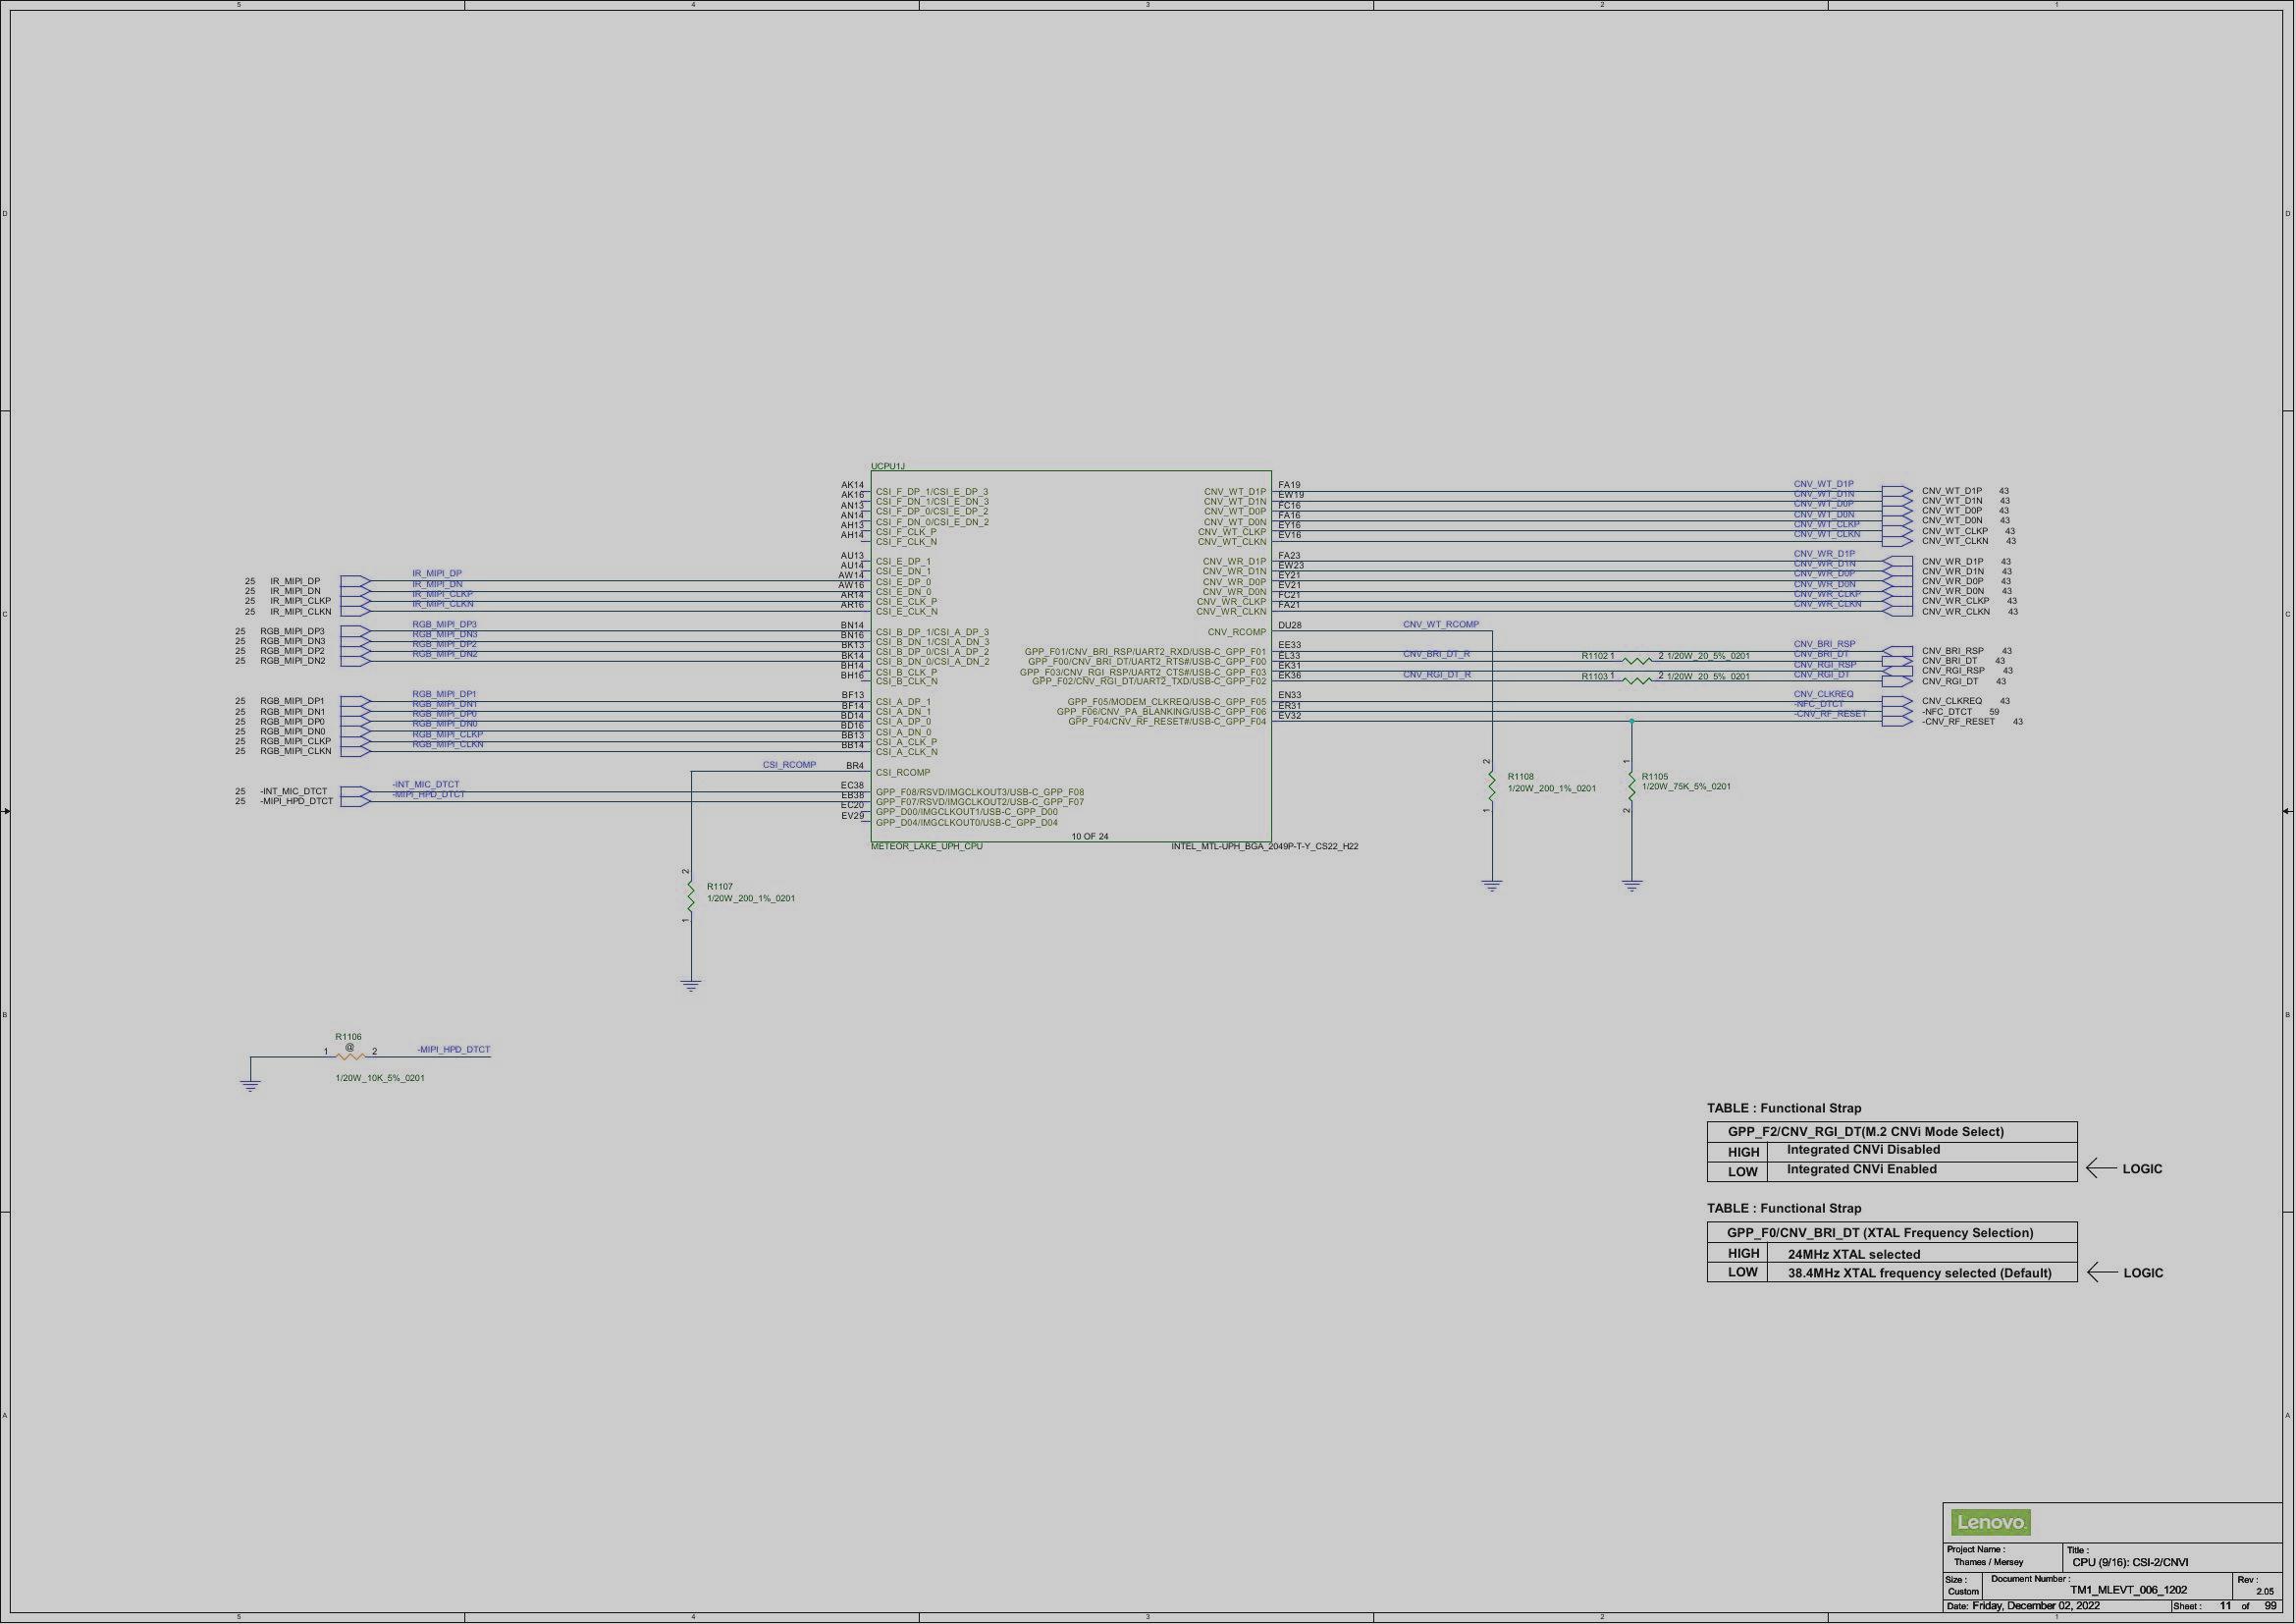 5 4 3 2 1
D D
C C
B B
A A
UCPU1J
AK14 CSI_F_DP_1/CSI_E_DP_3
AK16 CSI_F_DN_1/CSI_E_DN_3
AN13 CSI_F_DP_0/CSI_E_DP_2
AN14 CSI_F_DN_0/CSI_E_DN_2
AH13 CSI_F_CLK_P
AH14 CSI_F_CLK_N
AU13 CSI_E_DP_1
AU14 CSI_E_DN_1
25 IR_MIPI_DP IR_MIPI_DP AW14 CSI_E_DP_0
25 IR_MIPI_DN IR_MIPI_DN AW16 CSI_E_DN_0
25 IR_MIPI_CLKP IR_MIPI_CLKP AR14 CSI_E_CLK_P
25 IR_MIPI_CLKN IR_MIPI_CLKN AR16 CSI_E_CLK_N
25 RGB_MIPI_DP3 RGB_MIPI_DP3 BN14 CSI_B_DP_1/CSI_A_DP_3
25 RGB_MIPI_DN3 RGB_MIPI_DN3 BN16 CSI_B_DN_1/CSI_A_DN_3
25 RGB_MIPI_DP2 RGB_MIPI_DP2 BK13 CSI_B_DP_0/CSI_A_DP_2
25 RGB_MIPI_DN2 RGB_MIPI_DN2 BK14 CSI_B_DN_0/CSI_A_DN_2
BH14 CSI_B_CLK_P
BH16 CSI_B_CLK_N
25 RGB_MIPI_DP1 RGB_MIPI_DP1 BF13 CSI_A_DP_1
25 RGB_MIPI_DN1 RGB_MIPI_DN1 BF14 CSI_A_DN_1
25 RGB_MIPI_DP0 RGB_MIPI_DP0 BD14 CSI_A_DP_0
25 RGB_MIPI_DN0 RGB_MIPI_DN0 BD16 CSI_A_DN_0
25 RGB_MIPI_CLKP RGB_MIPI_CLKP BB13 CSI_A_CLK_P
25 RGB_MIPI_CLKN RGB_MIPI_CLKN BB14 CSI_A_CLK_N
CSI_RCOMP BR4 CSI_RCOMP
25 -INT_MIC_DTCT -INT_MIC_DTCT EC38 GPP_F08/RSVD/IMGCLKOUT3/USB-C_GPP_F08
25 -MIPI_HPD_DTCT -MIPI_HPD_DTCT EB38 GPP_F07/RSVD/IMGCLKOUT2/USB-C_GPP_F07
EC20 GPP_D00/IMGCLKOUT1/USB-C_GPP_D00
EV29 GPP_D04/IMGCLKOUT0/USB-C_GPP_D04
CNV_WT_D1P FA19 CNV_WT_D1P CNV_WT_D1P 43
CNV_WT_D1N EW19 CNV_WT_D1N CNV_WT_D1N 43
CNV_WT_D0P FC16 CNV_WT_D0P CNV_WT_D0P 43
CNV_WT_D0N FA16 CNV_WT_D0N CNV_WT_D0N 43
CNV_WT_CLKP EY16 CNV_WT_CLKP CNV_WT_CLKP 43
CNV_WT_CLKN EV16 CNV_WT_CLKN CNV_WT_CLKN 43
CNV_WR_D1P FA23 CNV_WR_D1P CNV_WR_D1P 43
CNV_WR_D1N EW23 CNV_WR_D1N CNV_WR_D1N 43
CNV_WR_D0P EY21 CNV_WR_D0P CNV_WR_D0P 43
CNV_WR_D0N EV21 CNV_WR_D0N CNV_WR_D0N 43
CNV_WR_CLKP FC21 CNV_WR_CLKP CNV_WR_CLKP 43
CNV_WR_CLKN FA21 CNV_WR_CLKN CNV_WR_CLKN 43
CNV_RCOMP DU28 CNV_WT_RCOMP
GPP_F01/CNV_BRI_RSP/UART2_RXD/USB-C_GPP_F01 EE33 CNV_BRI_RSP CNV_BRI_RSP 43
GPP_F00/CNV_BRI_DT/UART2_RTS#/USB-C_GPP_F00 EL33 CNV_BRI_DT_R R1102 1 2 1/20W_20_5%_0201 CNV_BRI_DT CNV_BRI_DT 43
GPP_F03/CNV_RGI_RSP/UART2_CTS#/USB-C_GPP_F03 EK31 CNV_RGI_RSP CNV_RGI_RSP 43
GPP_F02/CNV_RGI_DT/UART2_TXD/USB-C_GPP_F02 EK36 CNV_RGI_DT_R R1103 1 2 1/20W_20_5%_0201 CNV_RGI_DT CNV_RGI_DT 43
GPP_F05/MODEM_CLKREQ/USB-C_GPP_F05 EN33 CNV_CLKREQ CNV_CLKREQ 43
GPP_F06/CNV_PA_BLANKING/USB-C_GPP_F06 ER31 -NFC_DTCT -NFC_DTCT 59
GPP_F04/CNV_RF_RESET#/USB-C_GPP_F04 EV32 -CNV_RF_RESET -CNV_RF_RESET 43
10 OF 24
METEOR_LAKE_UPH_CPU INTEL_MTL-UPH_BGA_2049P-T-Y_CS22_H22
2 R1108 1/20W_200_1%_0201 1
1 R1105 1/20W_75K_5%_0201 2
2 R1107 1/20W_200_1%_0201 1
R1106
@
1 2 -MIPI_HPD_DTCT
1/20W_10K_5%_0201
TABLE : Functional Strap
GPP_F2/CNV_RGI_DT(M.2 CNVi Mode Select)
HIGH Integrated CNVi Disabled
LOW Integrated CNVi Enabled LOGIC
TABLE : Functional Strap
GPP_F0/CNV_BRI_DT (XTAL Frequency Selection)
HIGH 24MHz XTAL selected
LOW 38.4MHz XTAL frequency selected (Default) LOGIC
Lenovo
Project Name : Title :
Thames / Mersey CPU (9/16): CSI-2/CNVI
Size : Document Number : Rev :
Custom TM1_MLEVT_006_1202 2.05
Date: Friday, December 02, 2022 Sheet : 11 of 99
5 4 3 2 1